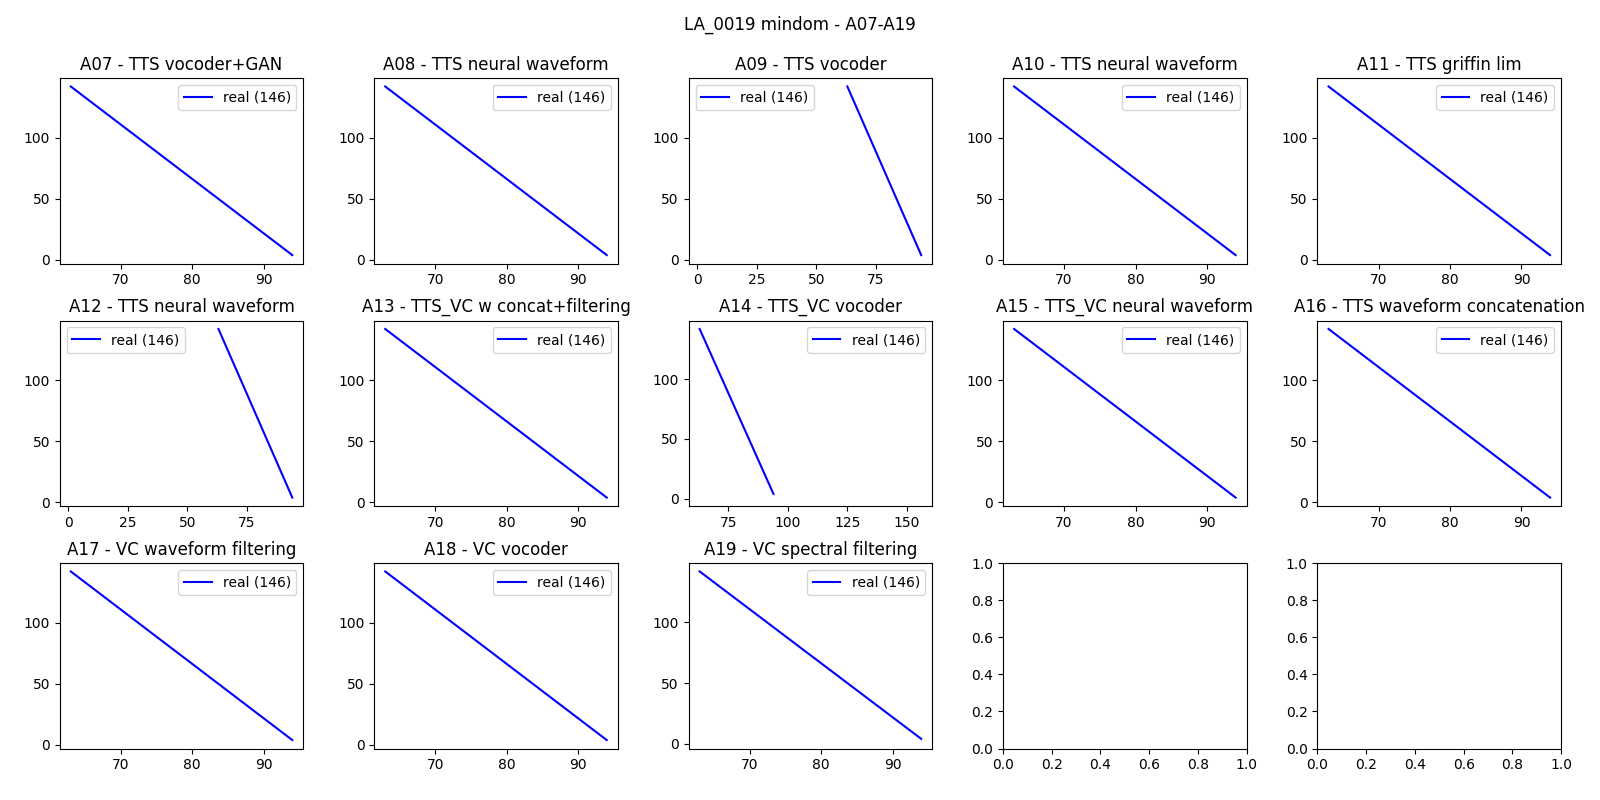 LA_0019 mindom - A07-A19
A07 - TTS vocoder+GAN
real (146)
100
50
0
70 80 90
A08 - TTS neural waveform
real (146)
100
50
0
70 80 90
A09 - TTS vocoder
real (146)
100
50
0
0 25 50 75
A10 - TTS neural waveform
real (146)
100
50
0
70 80 90
A11 - TTS griffin lim
real (146)
100
50
0
70 80 90
A12 - TTS neural waveform
real (146)
100
50
0
0 25 50 75
A13 - TTS_VC w concat+filtering
real (146)
100
50
0
70 80 90
A14 - TTS_VC vocoder
real (146)
100
50
0
75 100 125 150
A15 - TTS_VC neural waveform
real (146)
100
50
0
70 80 90
A16 - TTS waveform concatenation
real (146)
100
50
0
70 80 90
A17 - VC waveform filtering
real (146)
100
50
0
70 80 90
A18 - VC vocoder
real (146)
100
50
0
70 80 90
A19 - VC spectral filtering
real (146)
100
50
0
70 80 90
1.0
0.8
0.6
0.4
0.2
0.0
0.0 0.2 0.4 0.6 0.8 1.0
1.0
0.8
0.6
0.4
0.2
0.0
0.0 0.2 0.4 0.6 0.8 1.0